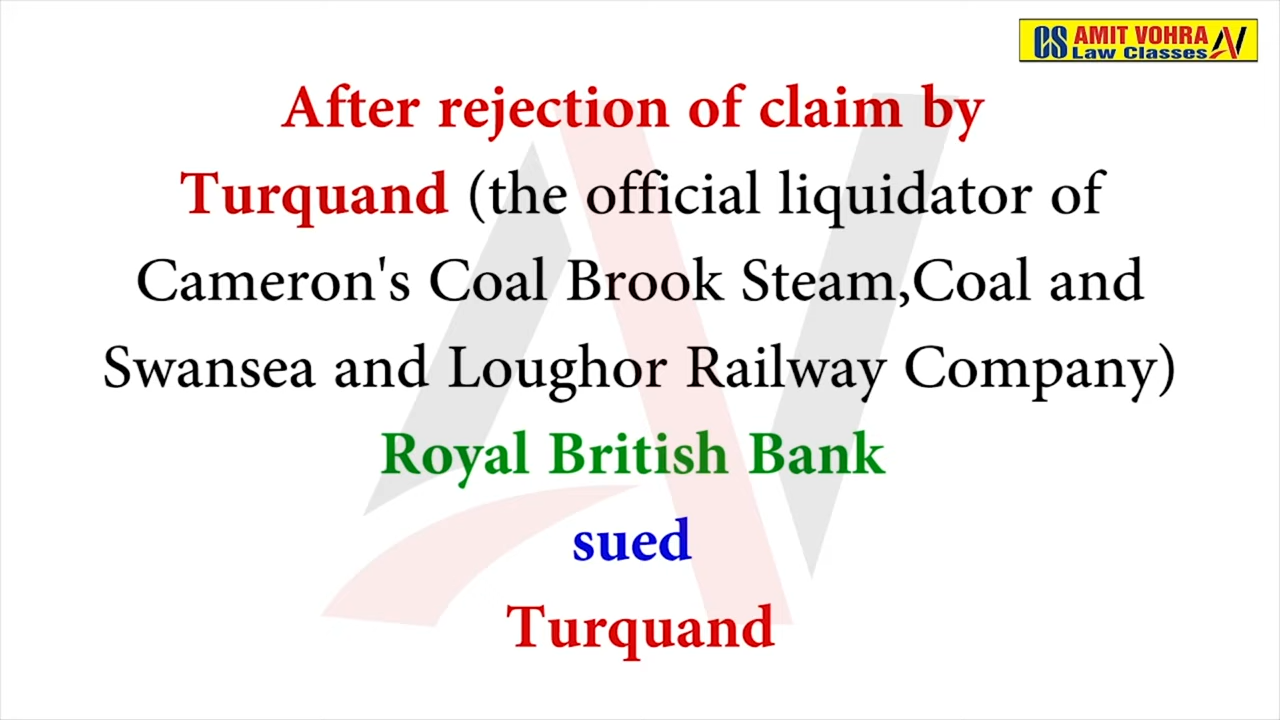 CS AMIT VOHRA
Law Classes AV
After rejection of claim by
Turquand (the official liquidator of
Cameron's Coal Brook Steam,Coal and
Swansea and Loughor Railway Company)
Royal British Bank
sued
Turquand